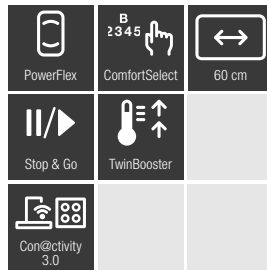 B
2345
PowerFlex
ComfortSelect
60 cm
Stop & Go
TwinBooster
Con@ctivity
3.0